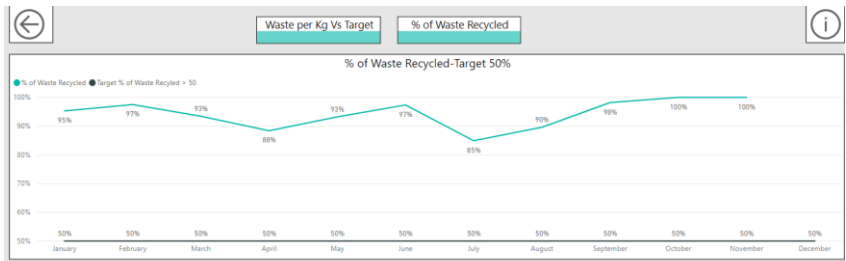 Waste per Kg Vs Target
% of Waste Recycled
i
% of Waste Recycled-Target 50%
% of Waste Recycled Target % of Waste Recyled > 50
100%
90%
80%
70%
60%
50%
95% 97% 93% 88% 93% 97% 85% 90% 98% 100% 100%
50% 50% 50% 50% 50% 50% 50% 50% 50% 50% 50% 50%
January February March April May June July August September October November December